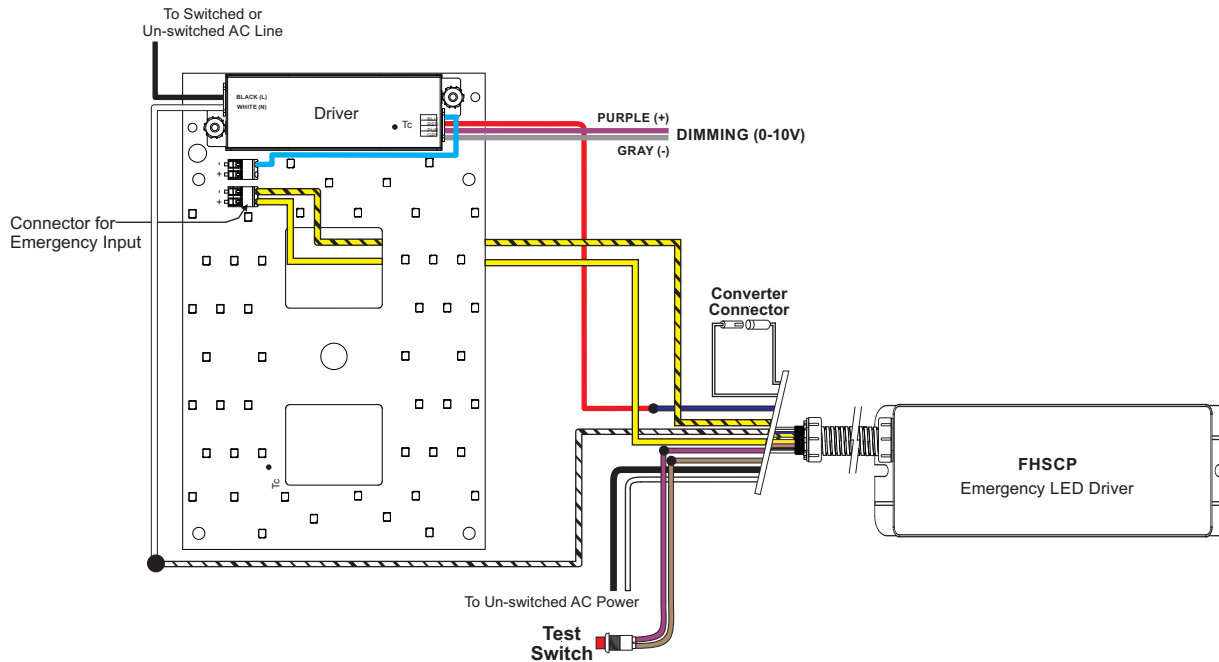 To Switched or
Un-switched AC Line
BLACK (L)
WHITE (N)
Driver
Tc
PURPLE (+)
DIMMING (0-10V)
GRAY (-)
-
+
-
+
Connector for
Emergency Input
Converter
Connector
Tc
FHSCP
Emergency LED Driver
To Un-switched AC Power
Test
Switch